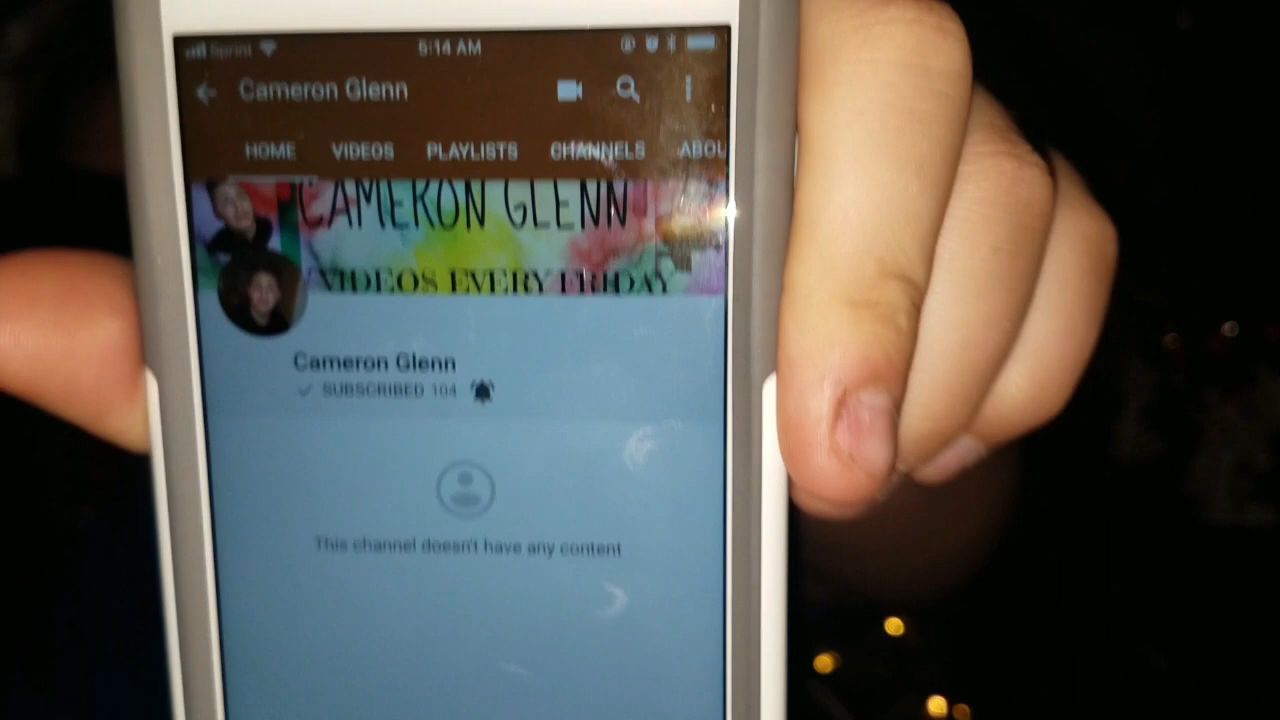 Sprint 5:14 AM
Cameron Glenn
HOME VIDEOS PLAYLISTS CHANNELS ABOU
CAMERON GLENN
VIDEOS EVERY FRIDAY
Cameron Glenn
SUBSCRIBED 104
This channel doesn't have any content